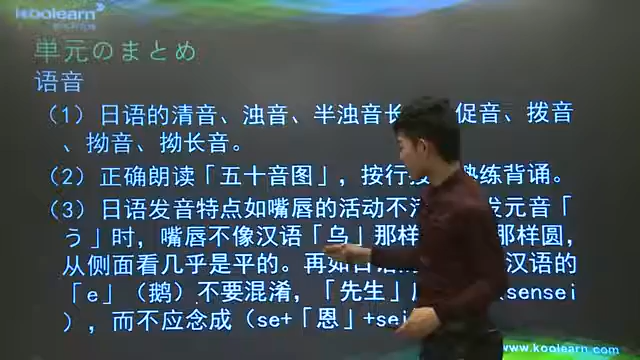 koolearn
単元のまとめ
语音
（1）日语的清音、浊音、半浊音长 促音、拨音
、拗音、拗长音。
（2）正确朗读「五十音图」，按行 熟练背诵。
（3）日语发音特点如嘴唇的活动不 发元音「
う」时，嘴唇不像汉语「乌」那样 那样圆，
从侧面看几乎是平的。再如 汉语的
「e」（鹅）不要混淆，「先生」 sensei
），而不应念成（se+「恩」+sei
www.koolearn.com